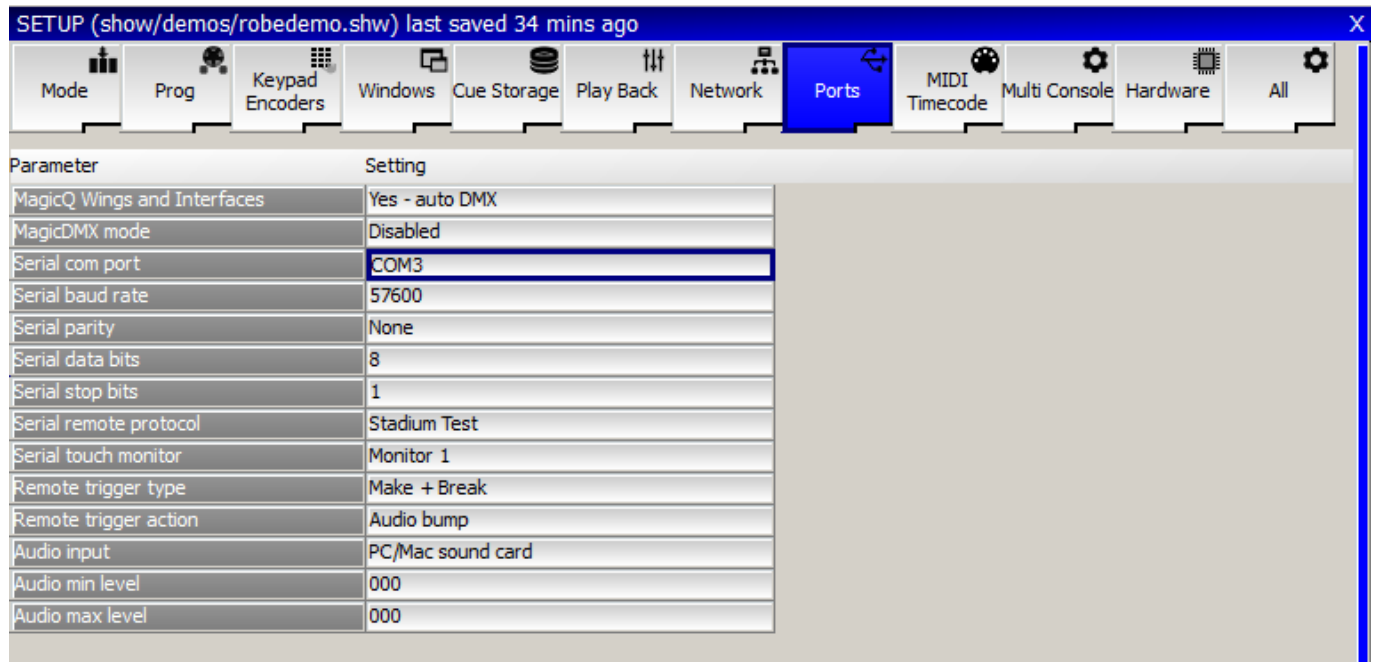 SETUP (show/demos/robedemo.shw) last saved 34 mins ago X
Mode Prog Keypad Encoders Windows Cue Storage Play Back Network Ports MIDI Timecode Multi Console Hardware All
Parameter Setting
MagicQ Wings and Interfaces Yes - auto DMX
MagicDMX mode Disabled
Serial com port COM3
Serial baud rate 57600
Serial parity None
Serial data bits 8
Serial stop bits 1
Serial remote protocol Stadium Test
Serial touch monitor Monitor 1
Remote trigger type Make + Break
Remote trigger action Audio bump
Audio input PC/Mac sound card
Audio min level 000
Audio max level 000